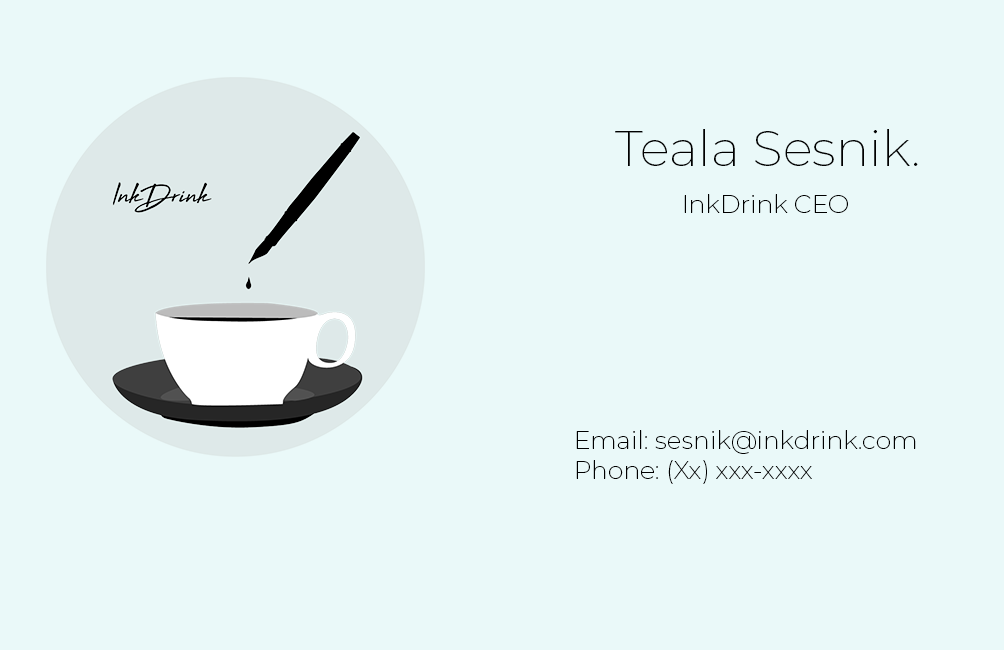 InkDrink
Teala Sesnik.
InkDrink CEO
Email: sesnik@inkdrink.com
Phone: (Xx) xxx-xxxx